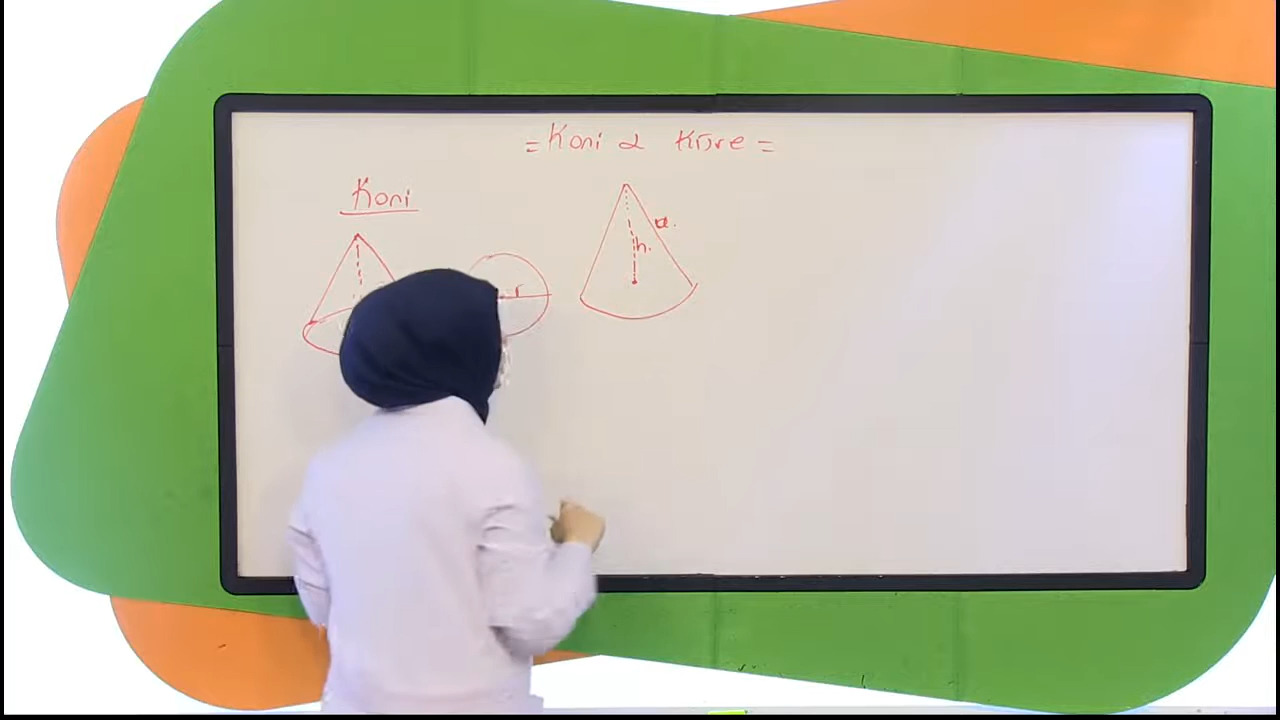 = Koni α Küre =
Koni
r
a.
h.